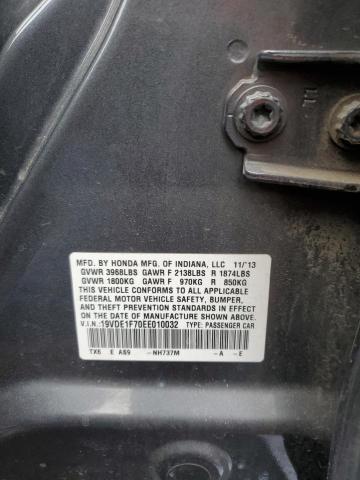 MFD. BY HONDA MFG. OF INDIANA, LLC 11/13
GVWR 3968LBS GAWR F 2138LBS R 1874LBS
GVWR 1800KG GAWR F 970KG R 850KG
THIS VEHICLE CONFORMS TO ALL APPLICABLE
FEDERAL MOTOR VEHICLE SAFETY, BUMPER,
AND THEFT PREVENTION STANDARDS IN EFFECT
ON THE DATE OF MANUFACTURE SHOWN ABOVE.
V.I.N.:19VDE1F70EE010032 TYPE: PASSENGER CAR
TX6 E AS9 -NH737M -A -E